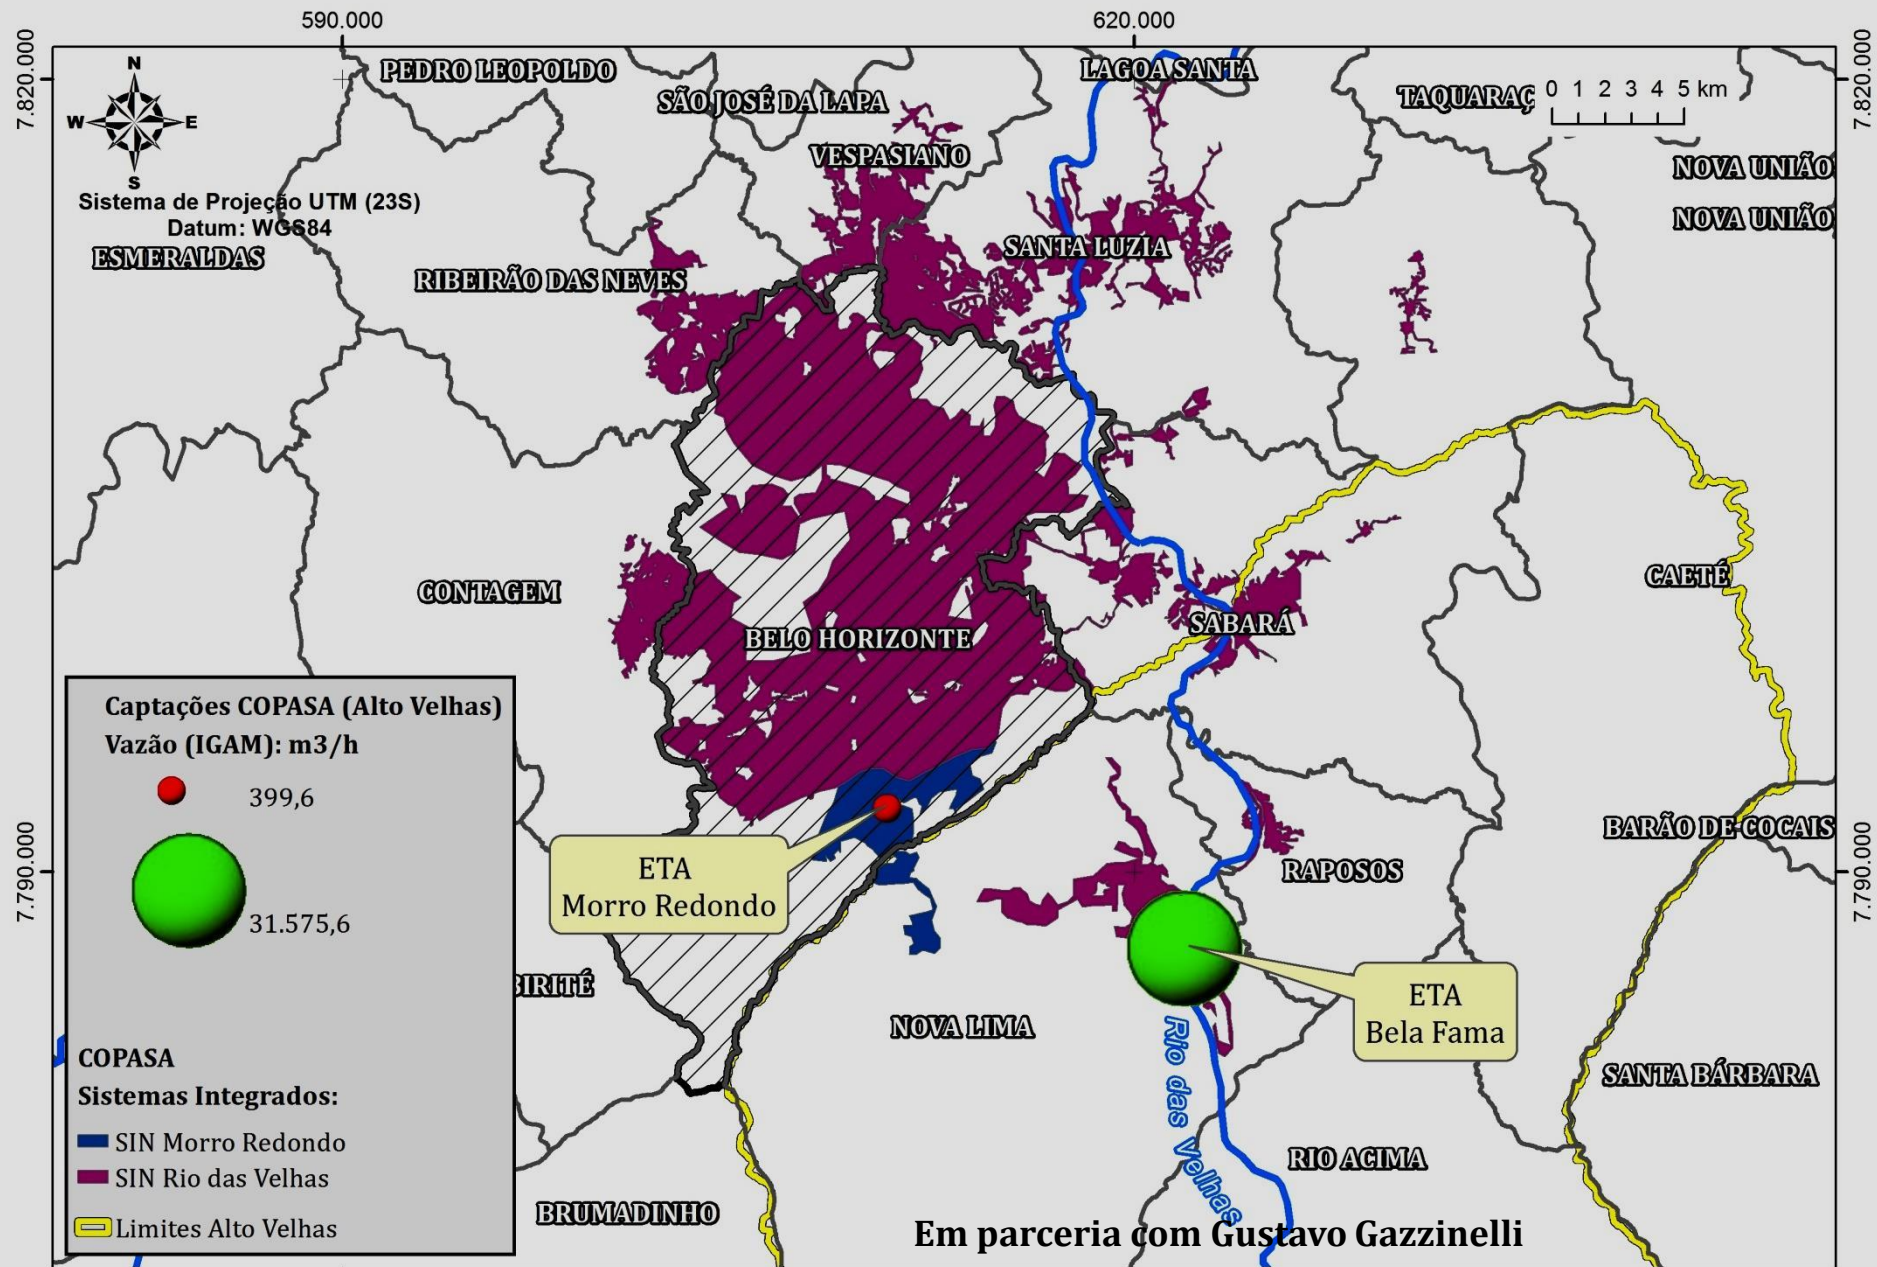 590.000
620.000
7.820.000
7.820.000
PEDRO LEOPOLDO
LAGOA SANTA
SÃO JOSÉ DA LAPA
TAQUARAÇ
0 1 2 3 4 5 km
N
W E
S
VESPASIANO
NOVA UNIÃO
Sistema de Projeção UTM (23S)
Datum: WGS84
NOVA UNIÃO
ESMERALDAS
SANTA LUZIA
RIBEIRÃO DAS NEVES
CONTAGEM
CAETÉ
BELO HORIZONTE
SABARÁ
Captações COPASA (Alto Velhas)
Vazão (IGAM): m3/h
399,6
31.575,6
BARÃO DE COCAIS
7.790.000
7.790.000
ETA
Morro Redondo
RAPOSOS
BIRITÉ
NOVA LIMA
ETA
Bela Fama
Rio das Velhas
COPASA
Sistemas Integrados:
SIN Morro Redondo
SIN Rio das Velhas
Limites Alto Velhas
SANTA BÁRBARA
RIO ACIMA
BRUMADINHO
Em parceria com Gustavo Gazzinelli